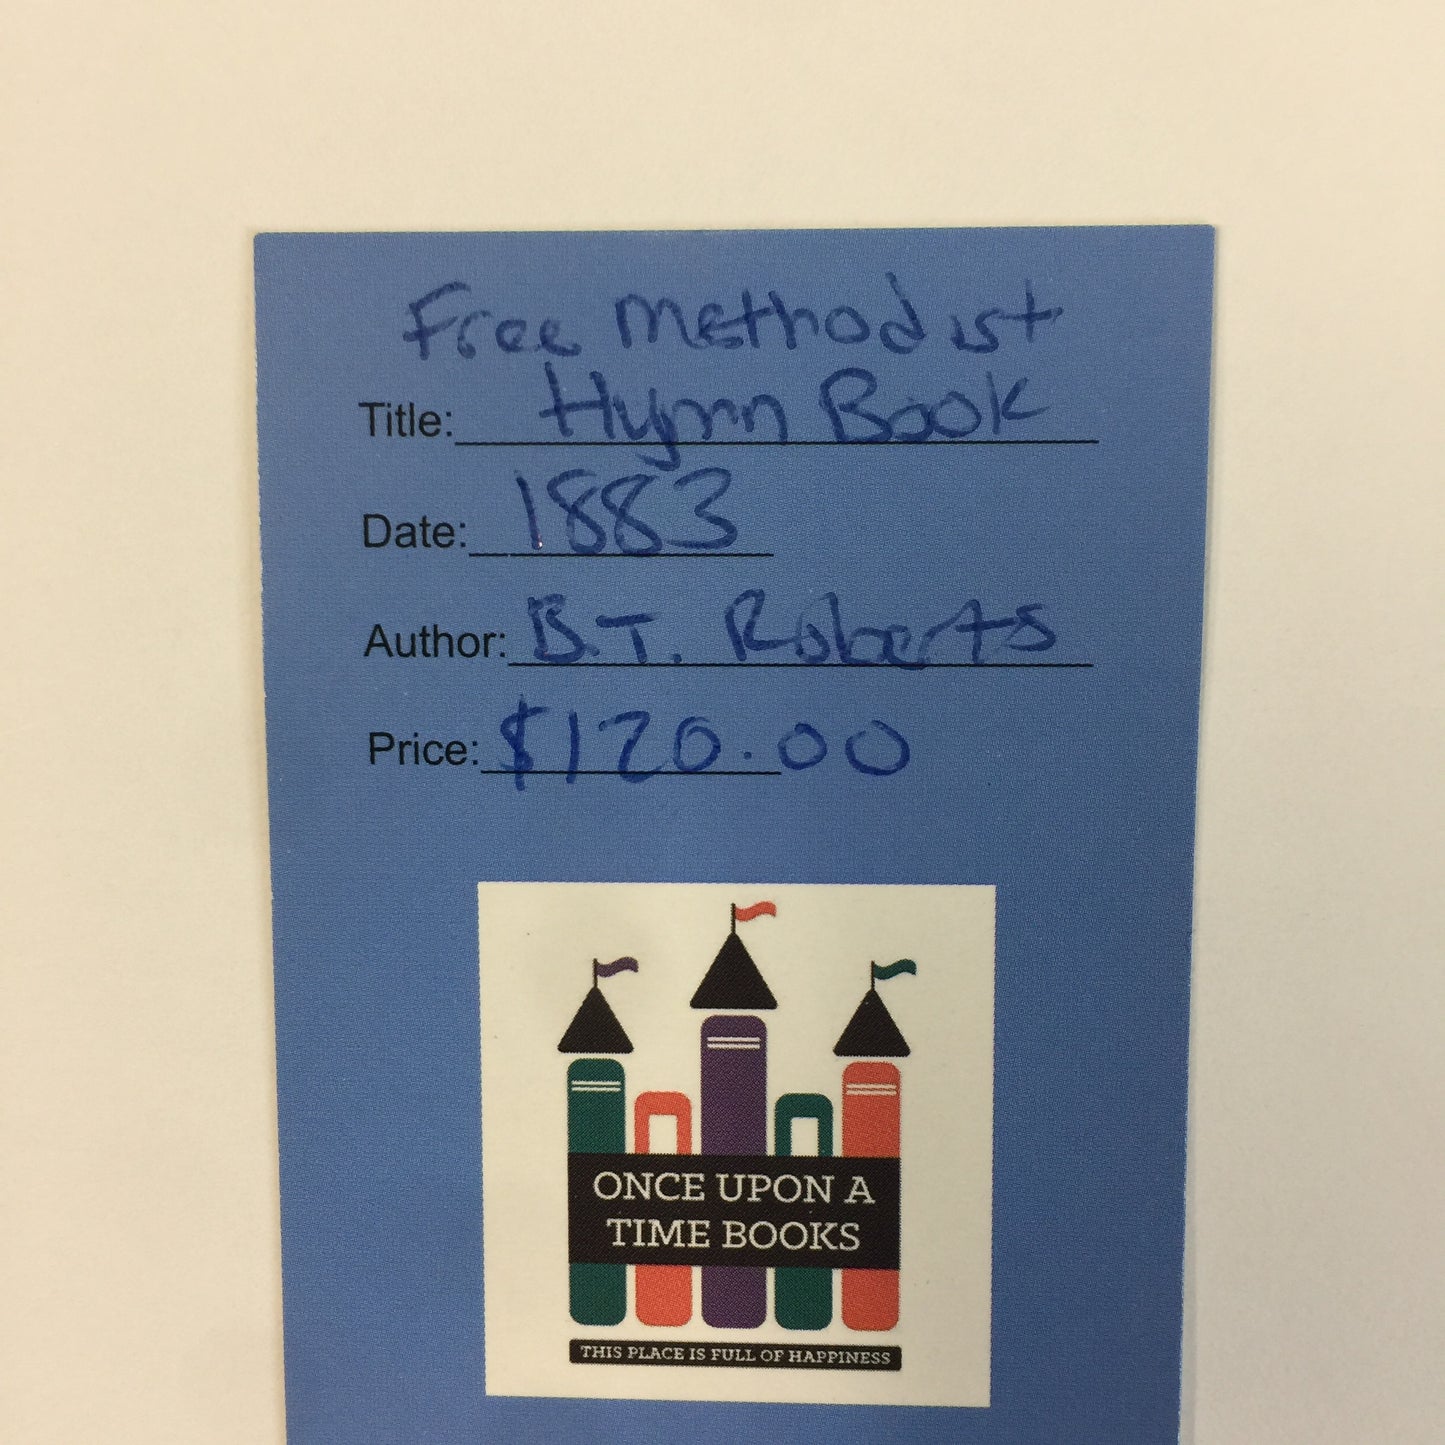 Free Methodist
Title: Hymn Book
Date: 1883
Author: B.T. Roberts
Price: $120.00
ONCE UPON A
TIME BOOKS
THIS PLACE IS FULL OF HAPPINESS